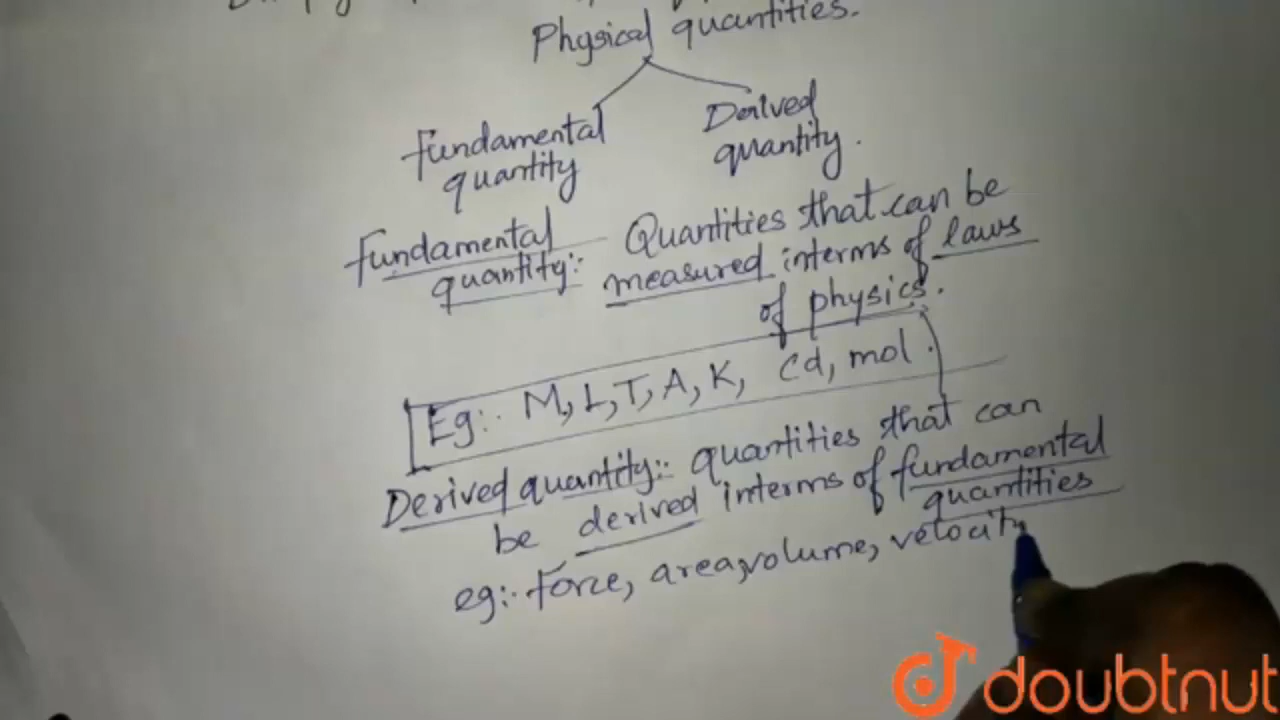 Physical quantities.
Fundamental quantity
Derived quantity.
Fundamental quantity:- Quantities that can be
measured interms of laws
of physics.
Eg:- M, L, T, A, K, Cd, mol.
Derived quantity:- quantities that can
be derived interms of fundamental
quantities
eg:- Force, area, volume, velocity
doubtnut